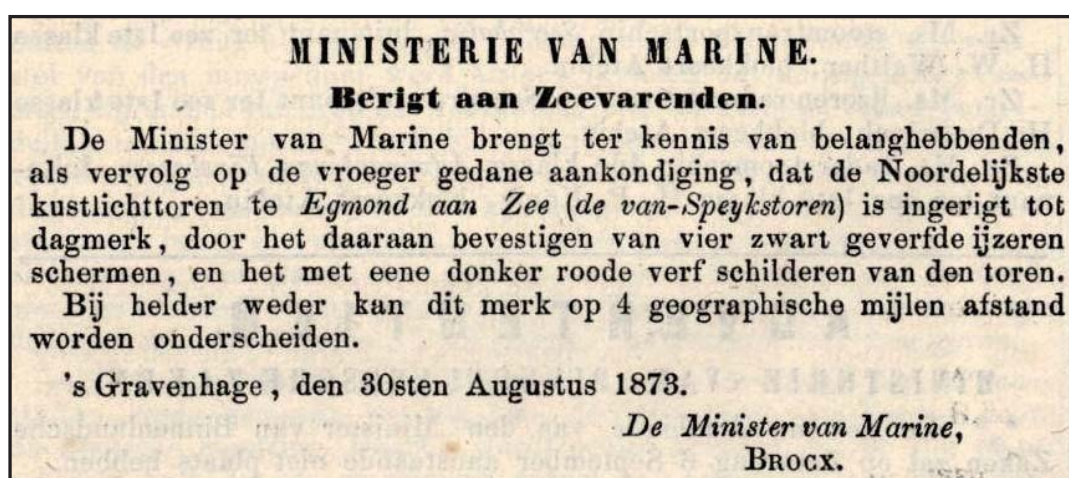 MINISTERIE VAN MARINE.
Berigt aan Zeevarenden.
De Minister van Marine brengt ter kennis van belanghebbenden,
als vervolg op de vroeger gedane aankondiging, dat de Noordelijkste
kustlichttoren te Egmond aan Zee (de van-Speykstoren) is ingerigt tot
dagmerk, door het daaraan bevestigen van vier zwart geverfde ijzeren
schermen, en het met eene donker roode verf schilderen van den toren.
Bij helder weder kan dit merk op 4 geographische mijlen afstand
worden onderscheiden.
's Gravenhage, den 30sten Augustus 1873.
De Minister van Marine,
BROCX.